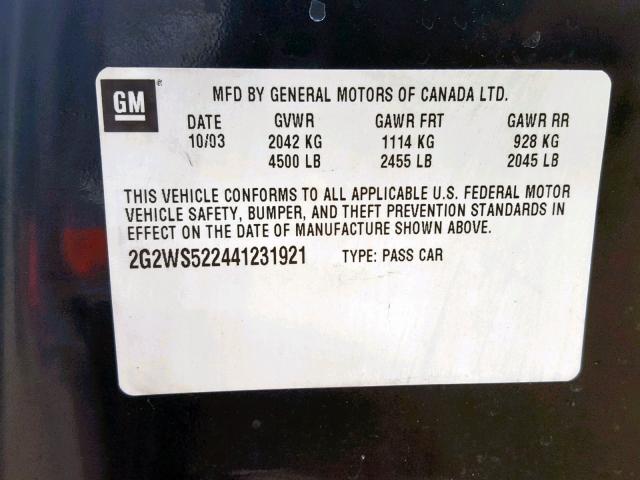 GM
MFD BY GENERAL MOTORS OF CANADA LTD.
DATE GVWR GAWR FRT GAWR RR
10/03 2042 KG 1114 KG 928 KG
4500 LB 2455 LB 2045 LB
THIS VEHICLE CONFORMS TO ALL APPLICABLE U.S. FEDERAL MOTOR
VEHICLE SAFETY, BUMPER, AND THEFT PREVENTION STANDARDS IN
EFFECT ON THE DATE OF MANUFACTURE SHOWN ABOVE.
2G2WS522441231921 TYPE: PASS CAR